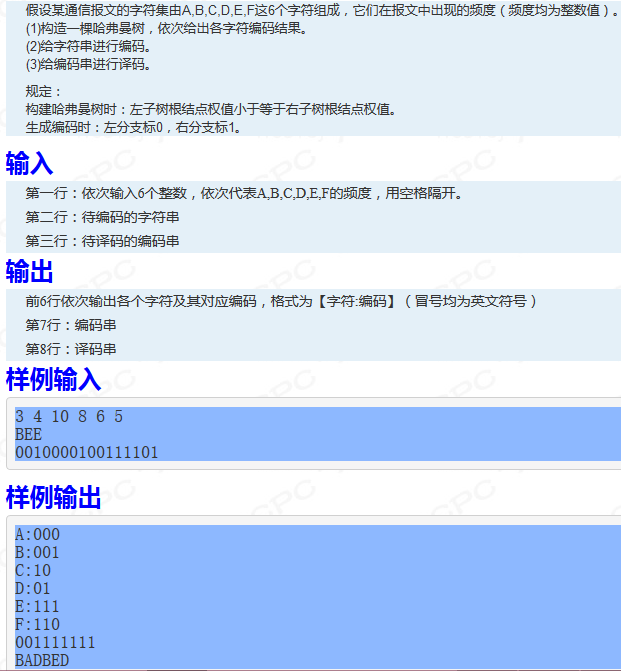 假设某通信报文的字符集由A,B,C,D,E,F这6个字符组成，它们在报文中出现的频度（频度均为整数值）。
(1)构造一棵哈弗曼树，依次给出各字符编码结果。
(2)给字符串进行编码。
(3)给编码串进行译码。
规定：
构建哈弗曼树时：左子树根结点权值小于等于右子树根结点权值。
生成编码时：左分支标0，右分支标1。
输入
第一行：依次输入6个整数，依次代表A,B,C,D,E,F的频度，用空格隔开。
第二行：待编码的字符串
第三行：待译码的编码串
输出
前6行依次输出各个字符及其对应编码，格式为【字符:编码】（冒号均为英文符号）
第7行：编码串
第8行：译码串
样例输入
3 4 10 8 6 5
BEE
0010000100111101
样例输出
A:000
B:001
C:10
D:01
E:111
F:110
001111111
BADBED